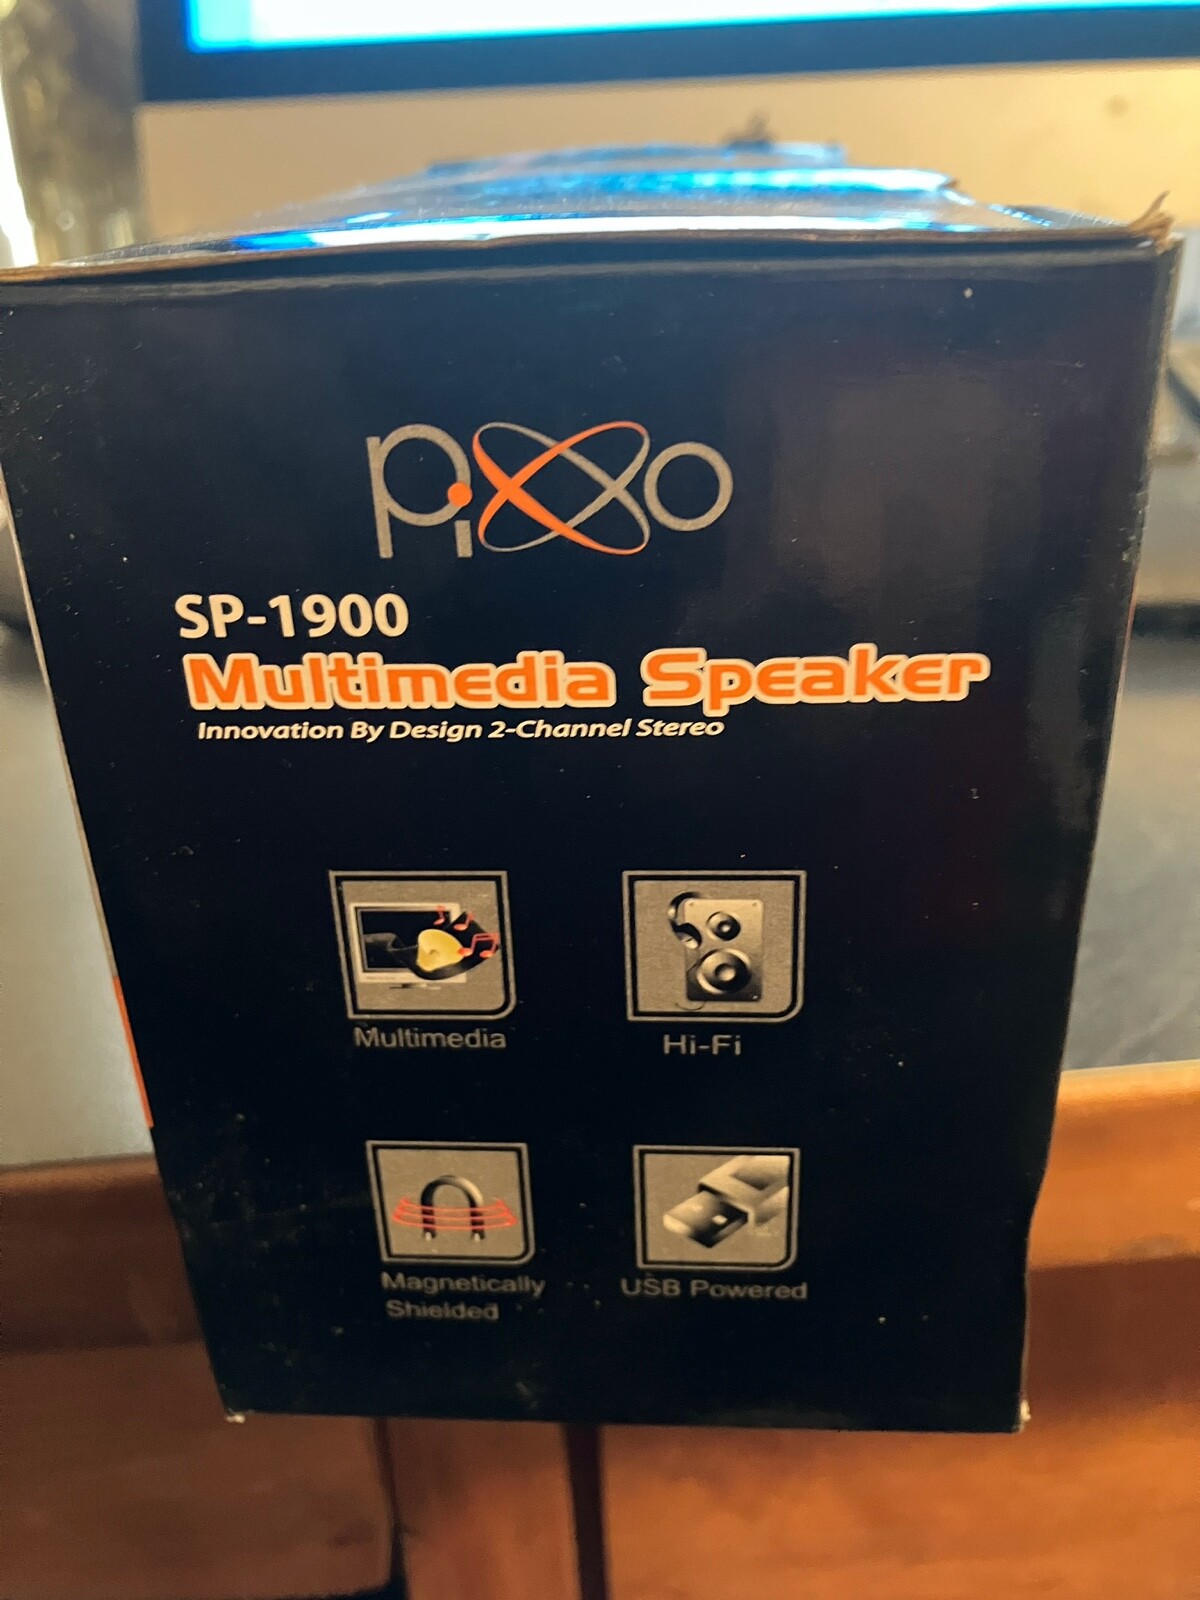 pixxo
SP-1900
Multimedia Speaker
Innovation By Design 2-Channel Stereo
Multimedia
Hi-Fi
Magnetically
Shielded
USB Powered